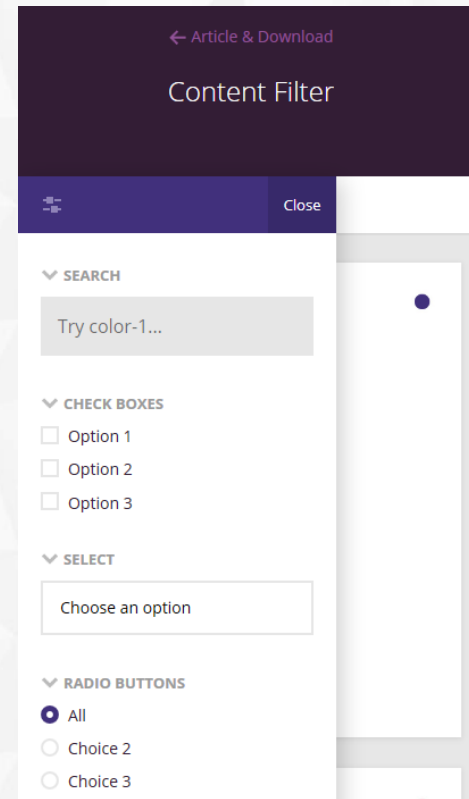 Article & Download
Content Filter
Close
SEARCH
Try color-1...
CHECK BOXES
Option 1
Option 2
Option 3
SELECT
Choose an option
RADIO BUTTONS
All
Choice 2
Choice 3